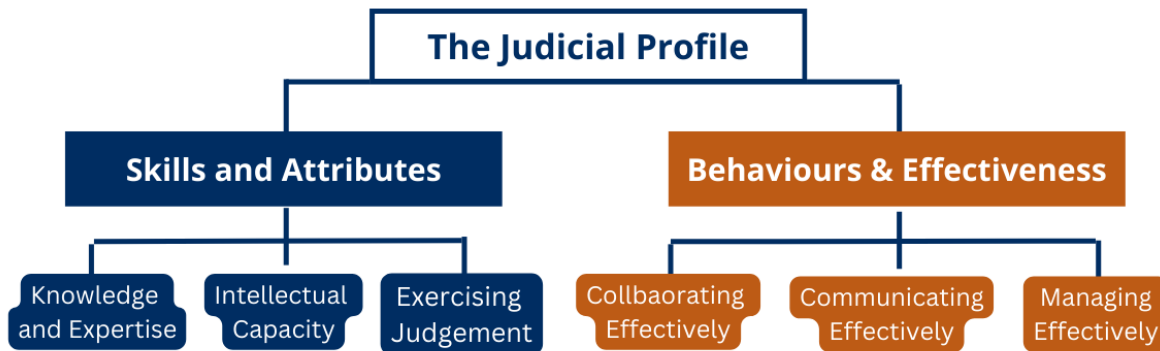 The Judicial Profile
Skills and Attributes
Behaviours & Effectiveness
Knowledge
and Expertise
Intellectual
Capacity
Exercising
Judgement
Collbaorating
Effectively
Communicating
Effectively
Managing
Effectively